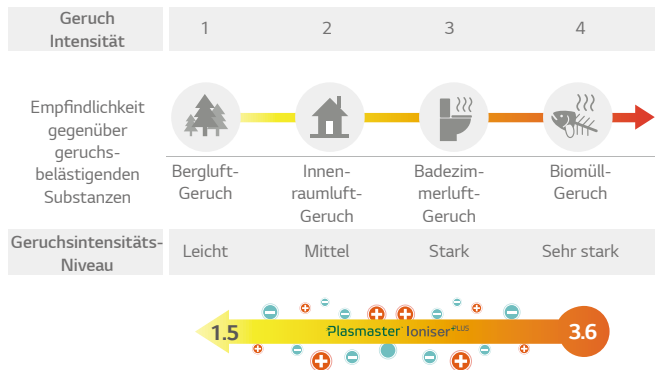 Geruch
Intensität
1
2
3
4
Empfindlichkeit
gegenüber
geruchs-
belästigenden
Substanzen
Bergluft-
Geruch
Innen-
raumluft-
Geruch
Badezim-
merluft-
Geruch
Biomüll-
Geruch
Geruchsintensitäts-
Niveau
Leicht
Mittel
Stark
Sehr stark
1.5
Plasmaster Ioniser PLUS
3.6